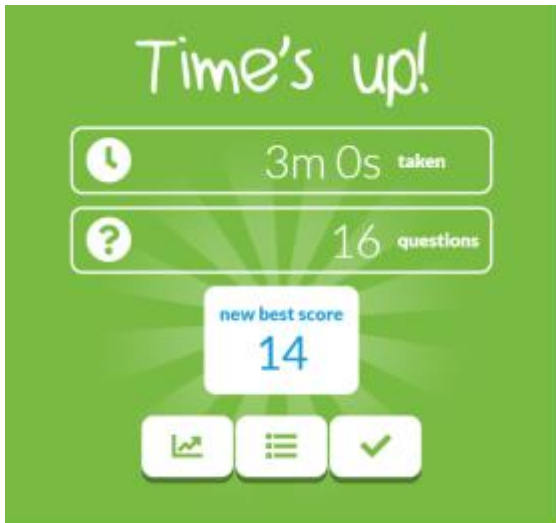 Time's up!
3m 0s taken
16 questions
new best score
14